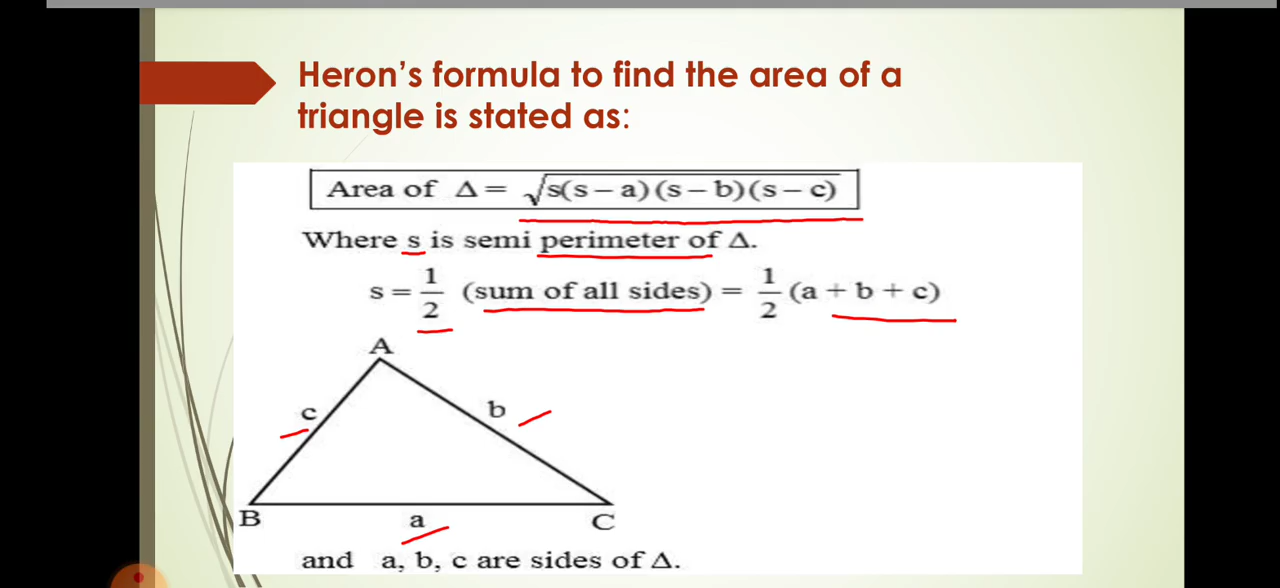 Heron's formula to find the area of a
triangle is stated as:
Area of Δ = √s(s – a)(s – b)(s – c)
Where s is semi perimeter of Δ.
s = 1/2 (sum of all sides) = 1/2 (a + b + c)
A
c
b
B
a
C
and a, b, c are sides of Δ.